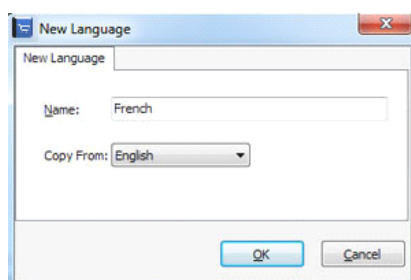 New Language
New Language
Name: French
Copy From: English
OK Cancel